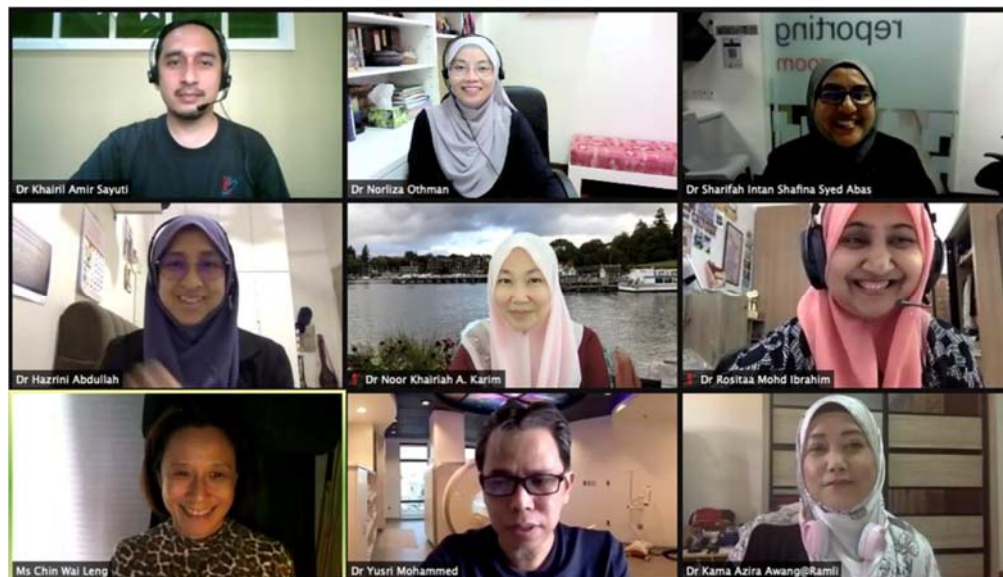 reporting
room
Dr Khairil Amir Sayuti
Dr Norliza Othman
Dr Sharifah Intan Shafina Syed Abas
Dr Hazrini Abdullah
Dr Noor Khairiah A. Karim
Dr Rositaa Mohd Ibrahim
Ms Chin Wai Leng
Dr Yusri Mohammed
Dr Kama Azira Awang@Ramli